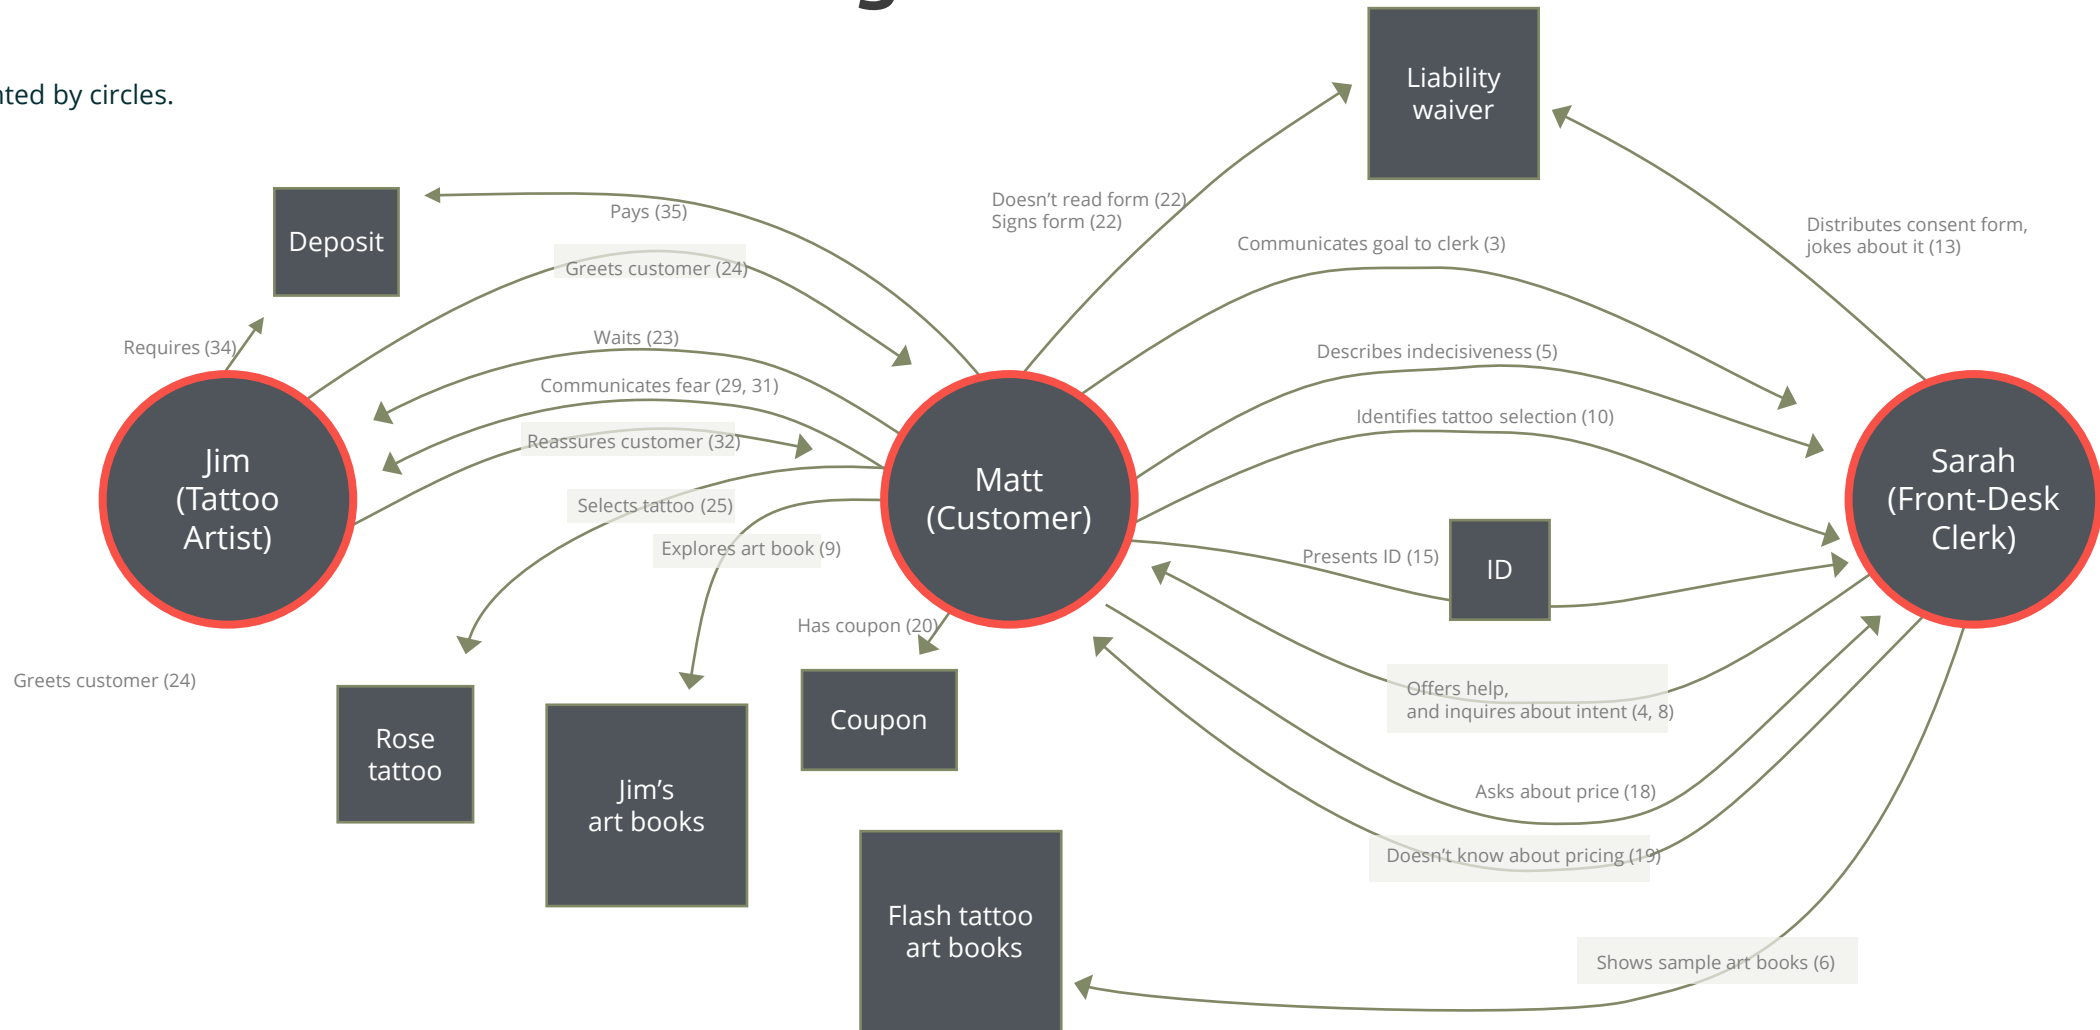 nted by circles.
Liability
waiver
Deposit
Pays (35)
Doesn’t read form (22)
Signs form (22)
Distributes consent form,
jokes about it (13)
Communicates goal to clerk (3)
Greets customer (24)
Requires (34)
Waits (23)
Describes indecisiveness (5)
Communicates fear (29, 31)
Identifies tattoo selection (10)
Reassures customer (32)
Jim
(Tattoo
Artist)
Matt
(Customer)
Sarah
(Front-Desk
Clerk)
Selects tattoo (25)
Explores art book (9)
Presents ID (15)
ID
Has coupon (20)
Greets customer (24)
Offers help,
and inquires about intent (4, 8)
Rose
tattoo
Jim’s
art books
Coupon
Asks about price (18)
Doesn’t know about pricing (19)
Flash tattoo
art books
Shows sample art books (6)